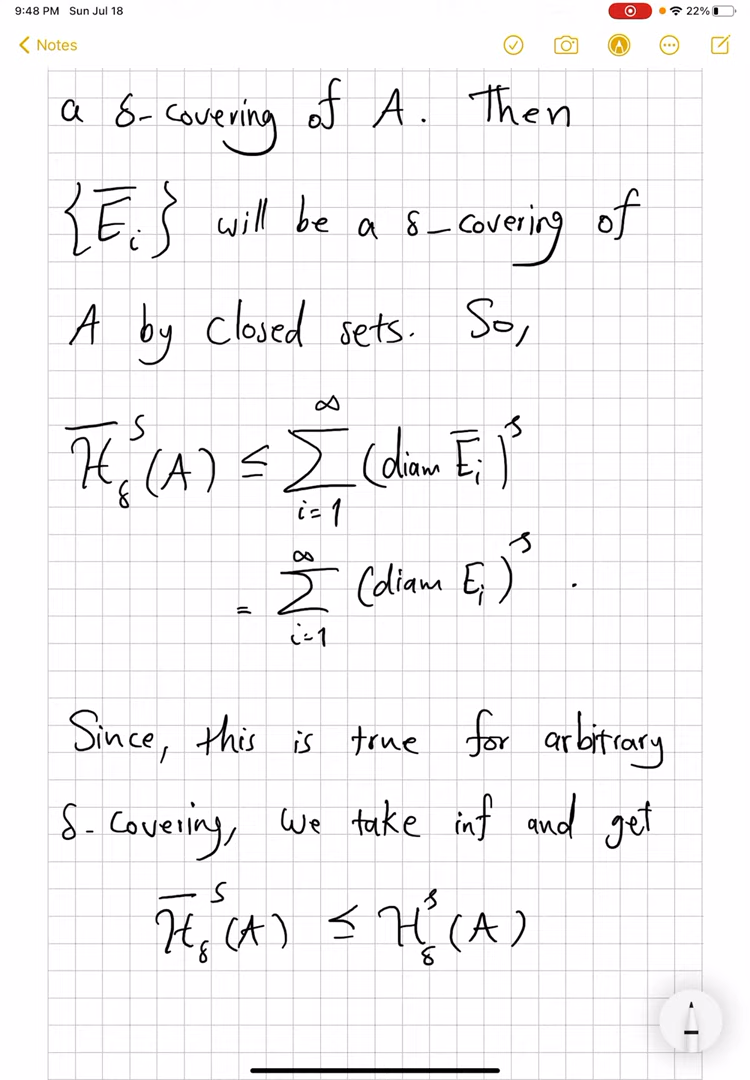 9:48 PM Sun Jul 18
22%
Notes
a δ-covering of A. Then
{E̅ᵢ} will be a δ-covering of
A by closed sets. So,
H̅ˢ_δ(A) ≤ ∑_{i=1}^∞ (diam E̅ᵢ)ˢ
= ∑_{i=1}^∞ (diam Eᵢ)ˢ.
Since, this is true for arbitrary
δ-covering, we take inf and get
H̅ˢ_δ(A) ≤ Hˢ_δ(A)